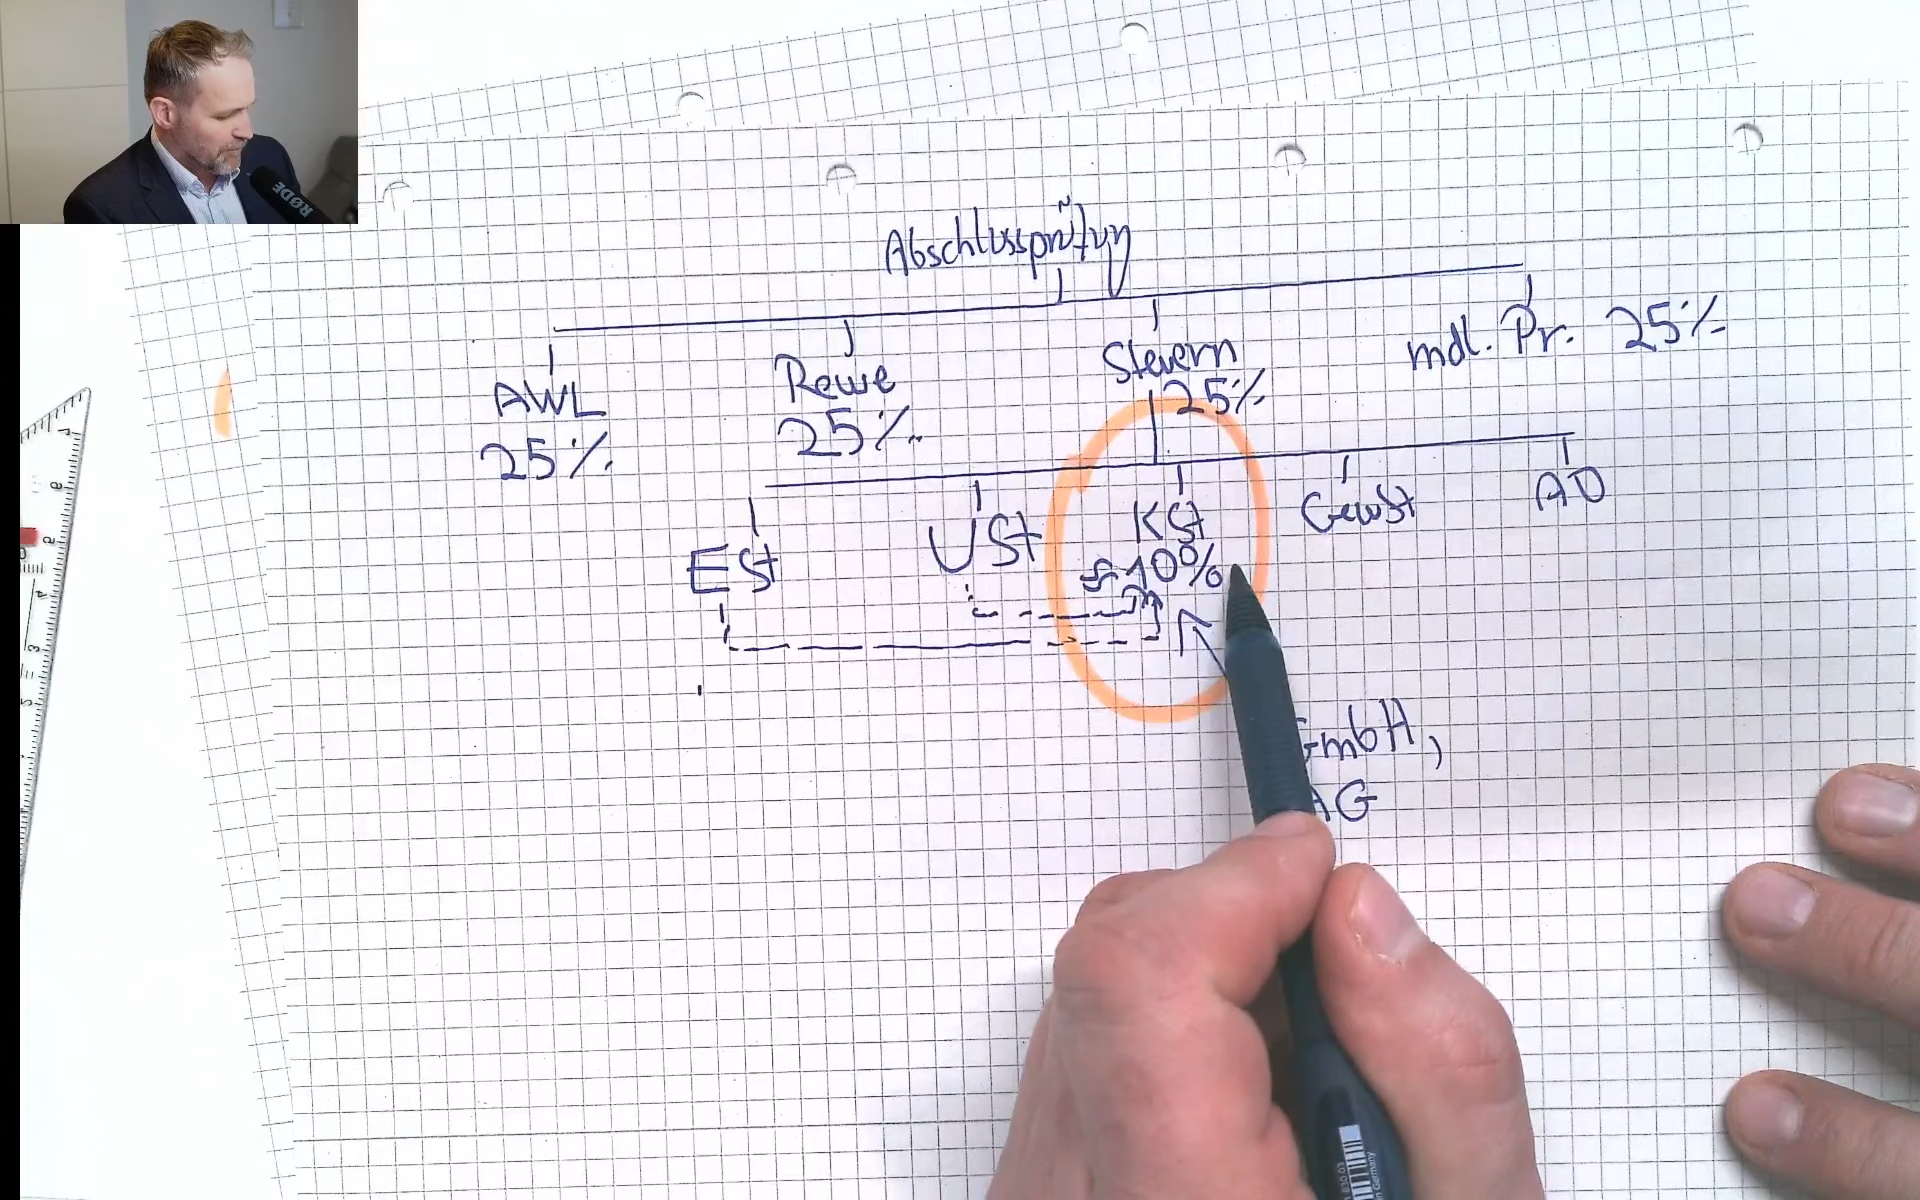 RØDE
Abschlussprüfung
AWL
25%
Rewe
25%
Steuern
25%
mdl. Pr. 25%
ESt
USt
KSt
≈10%
GewSt
AO
GmbH,
AG